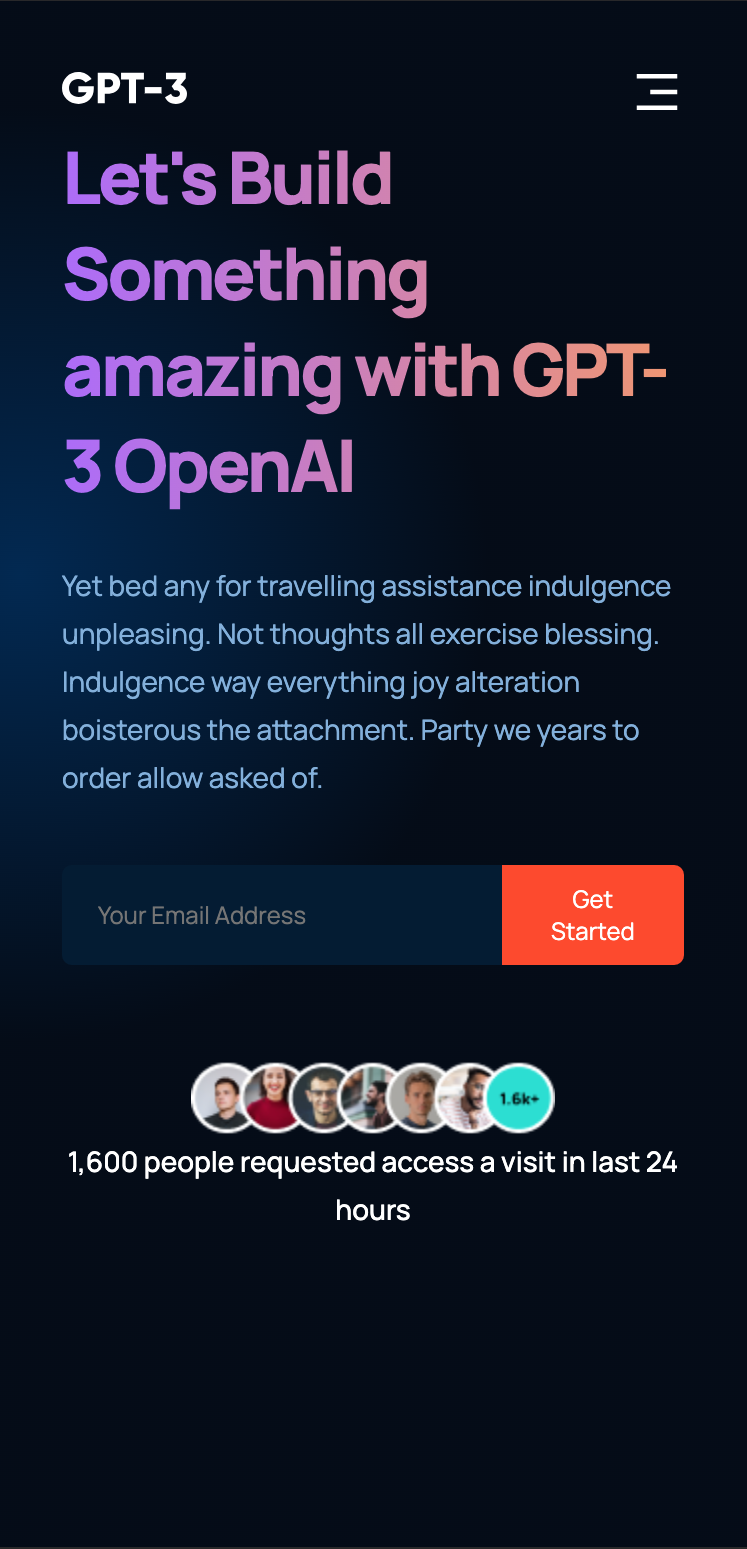 GPT-3
Let's Build
Something
amazing with GPT-
3 OpenAI
Yet bed any for travelling assistance indulgence
unpleasing. Not thoughts all exercise blessing.
Indulgence way everything joy alteration
boisterous the attachment. Party we years to
order allow asked of.
Your Email Address
Get
Started
1.6k+
1,600 people requested access a visit in last 24
hours